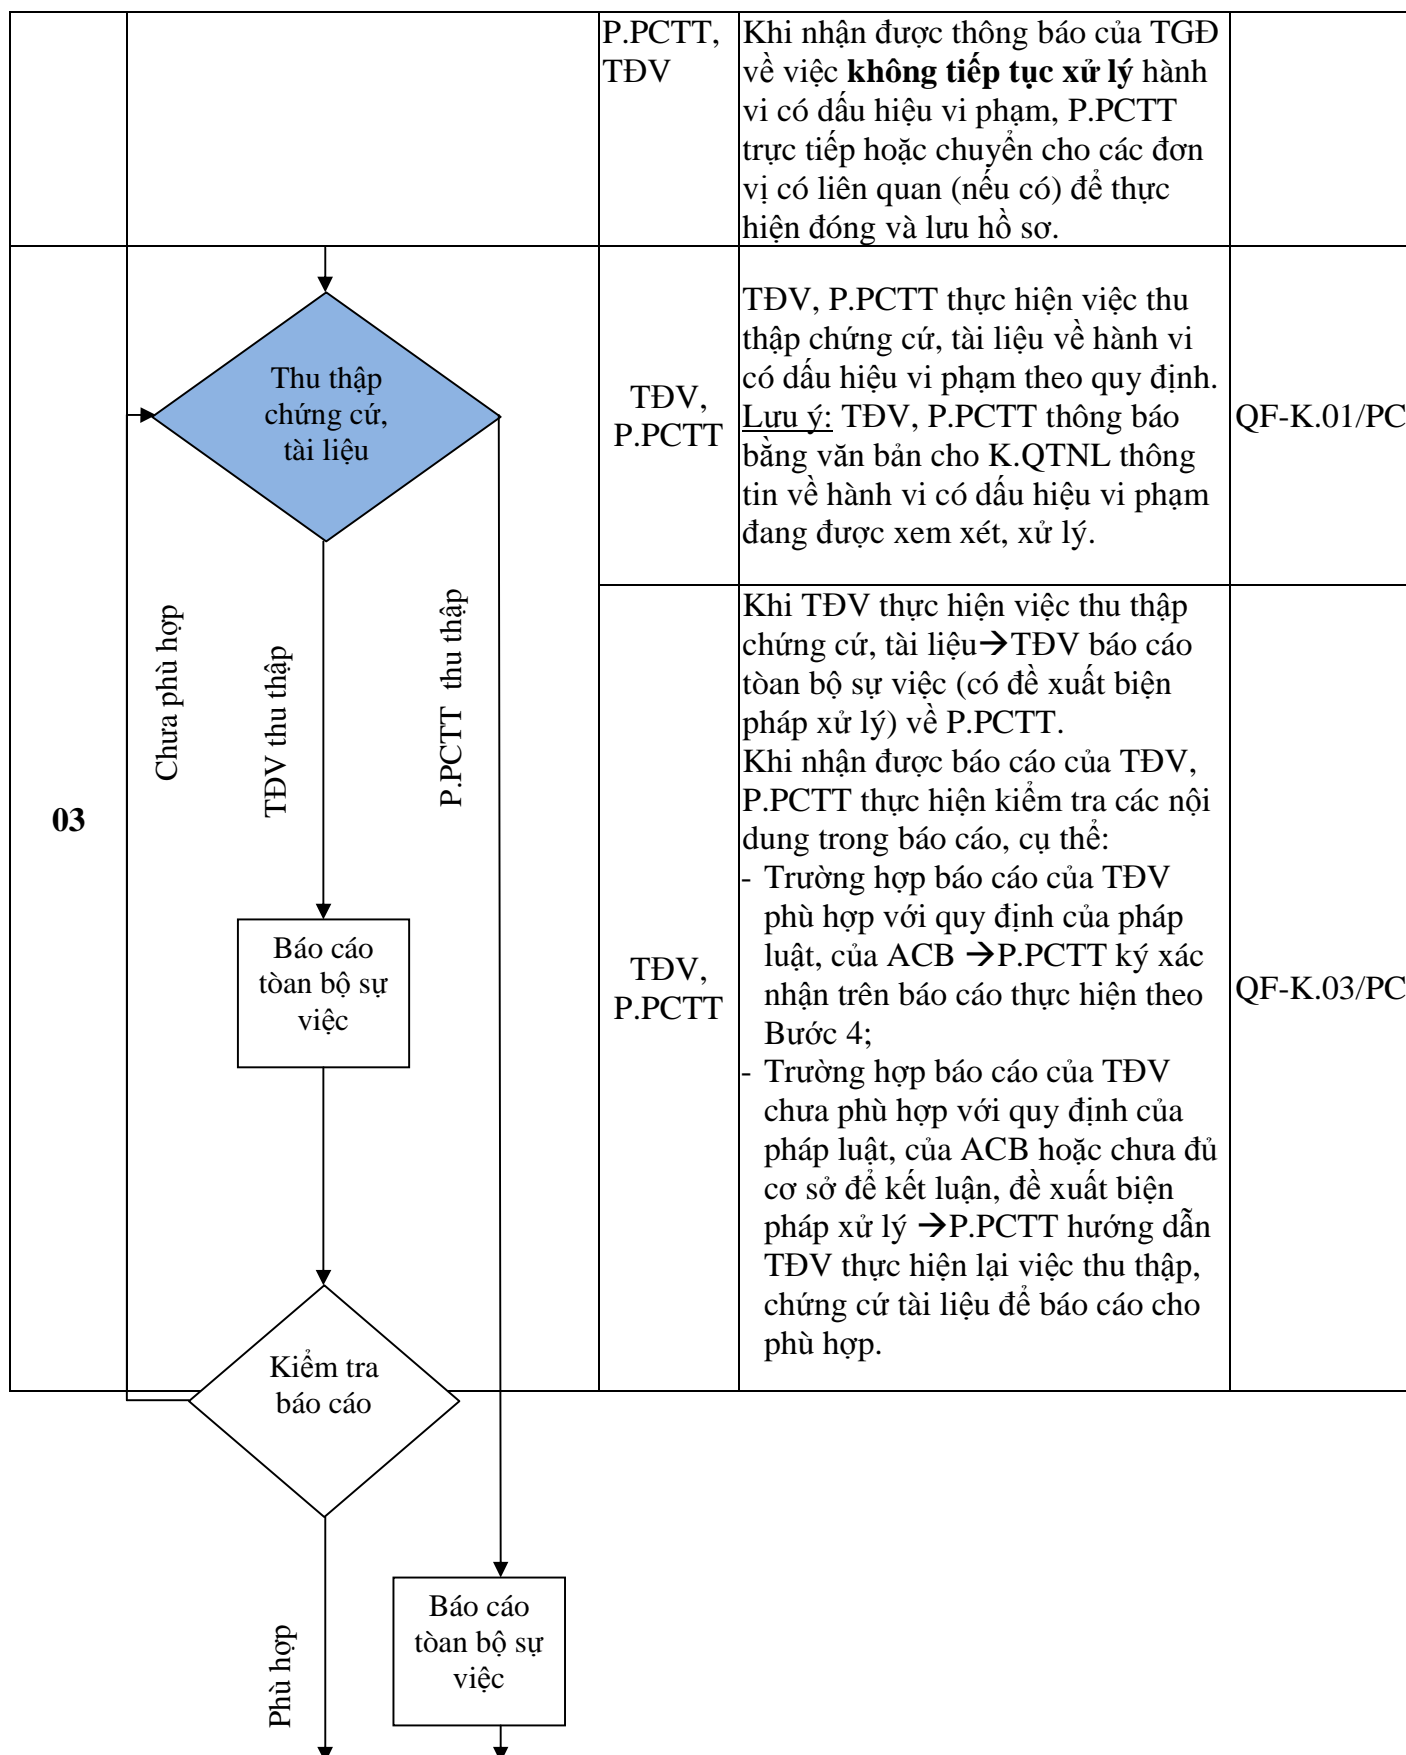 P.PCTT,
TĐV
Khi nhận được thông báo của TGĐ
về việc không tiếp tục xử lý hành
vi có dấu hiệu vi phạm, P.PCTT
trực tiếp hoặc chuyển cho các đơn
vị có liên quan (nếu có) để thực
hiện đóng và lưu hồ sơ.
03
Thu thập
chứng cứ,
tài liệu
TĐV,
P.PCTT
TĐV, P.PCTT thực hiện việc thu
thập chứng cứ, tài liệu về hành vi
có dấu hiệu vi phạm theo quy định.
Lưu ý: TĐV, P.PCTT thông báo
bằng văn bản cho K.QTNL thông
tin về hành vi có dấu hiệu vi phạm
đang được xem xét, xử lý.
QF-K.01/PC
Chưa phù hợp
TĐV thu thập
P.PCTT thu thập
Báo cáo
tòan bộ sự
việc
Kiểm tra
báo cáo
TĐV,
P.PCTT
Khi TĐV thực hiện việc thu thập
chứng cứ, tài liệu→TĐV báo cáo
tòan bộ sự việc (có đề xuất biện
pháp xử lý) về P.PCTT.
Khi nhận được báo cáo của TĐV,
P.PCTT thực hiện kiểm tra các nội
dung trong báo cáo, cụ thể:
- Trường hợp báo cáo của TĐV
phù hợp với quy định của pháp
luật, của ACB →P.PCTT ký xác
nhận trên báo cáo thực hiện theo
Bước 4;
- Trường hợp báo cáo của TĐV
chưa phù hợp với quy định của
pháp luật, của ACB hoặc chưa đủ
cơ sở để kết luận, đề xuất biện
pháp xử lý →P.PCTT hướng dẫn
TĐV thực hiện lại việc thu thập,
chứng cứ tài liệu để báo cáo cho
phù hợp.
QF-K.03/PC
Phù hợp
Báo cáo
tòan bộ sự
việc